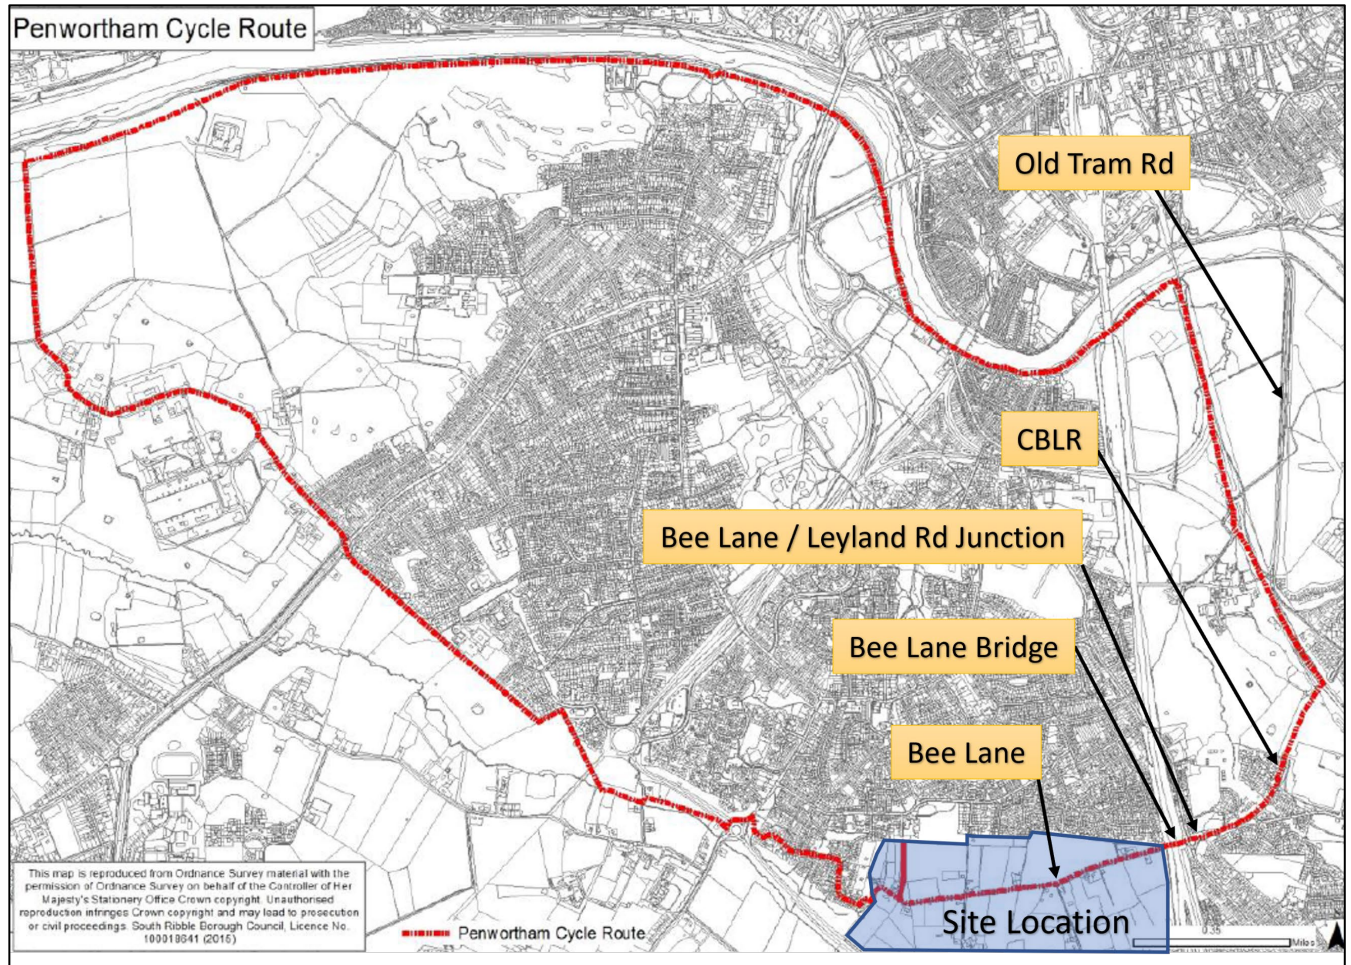 Penwortham Cycle Route
Old Tram Rd
CBLR
Bee Lane / Leyland Rd Junction
Bee Lane Bridge
Bee Lane
Site Location
This map is reproduced from Ordnance Survey material with the
permission of Ordnance Survey on behalf of the Controller of Her
Majesty's Stationery Office Crown copyright. Unauthorised
reproduction infringes Crown copyright and may lead to prosecution
or civil proceedings. South Ribble Borough Council, Licence No.
100018641 (2015)
Penwortham Cycle Route
0.35
Miles